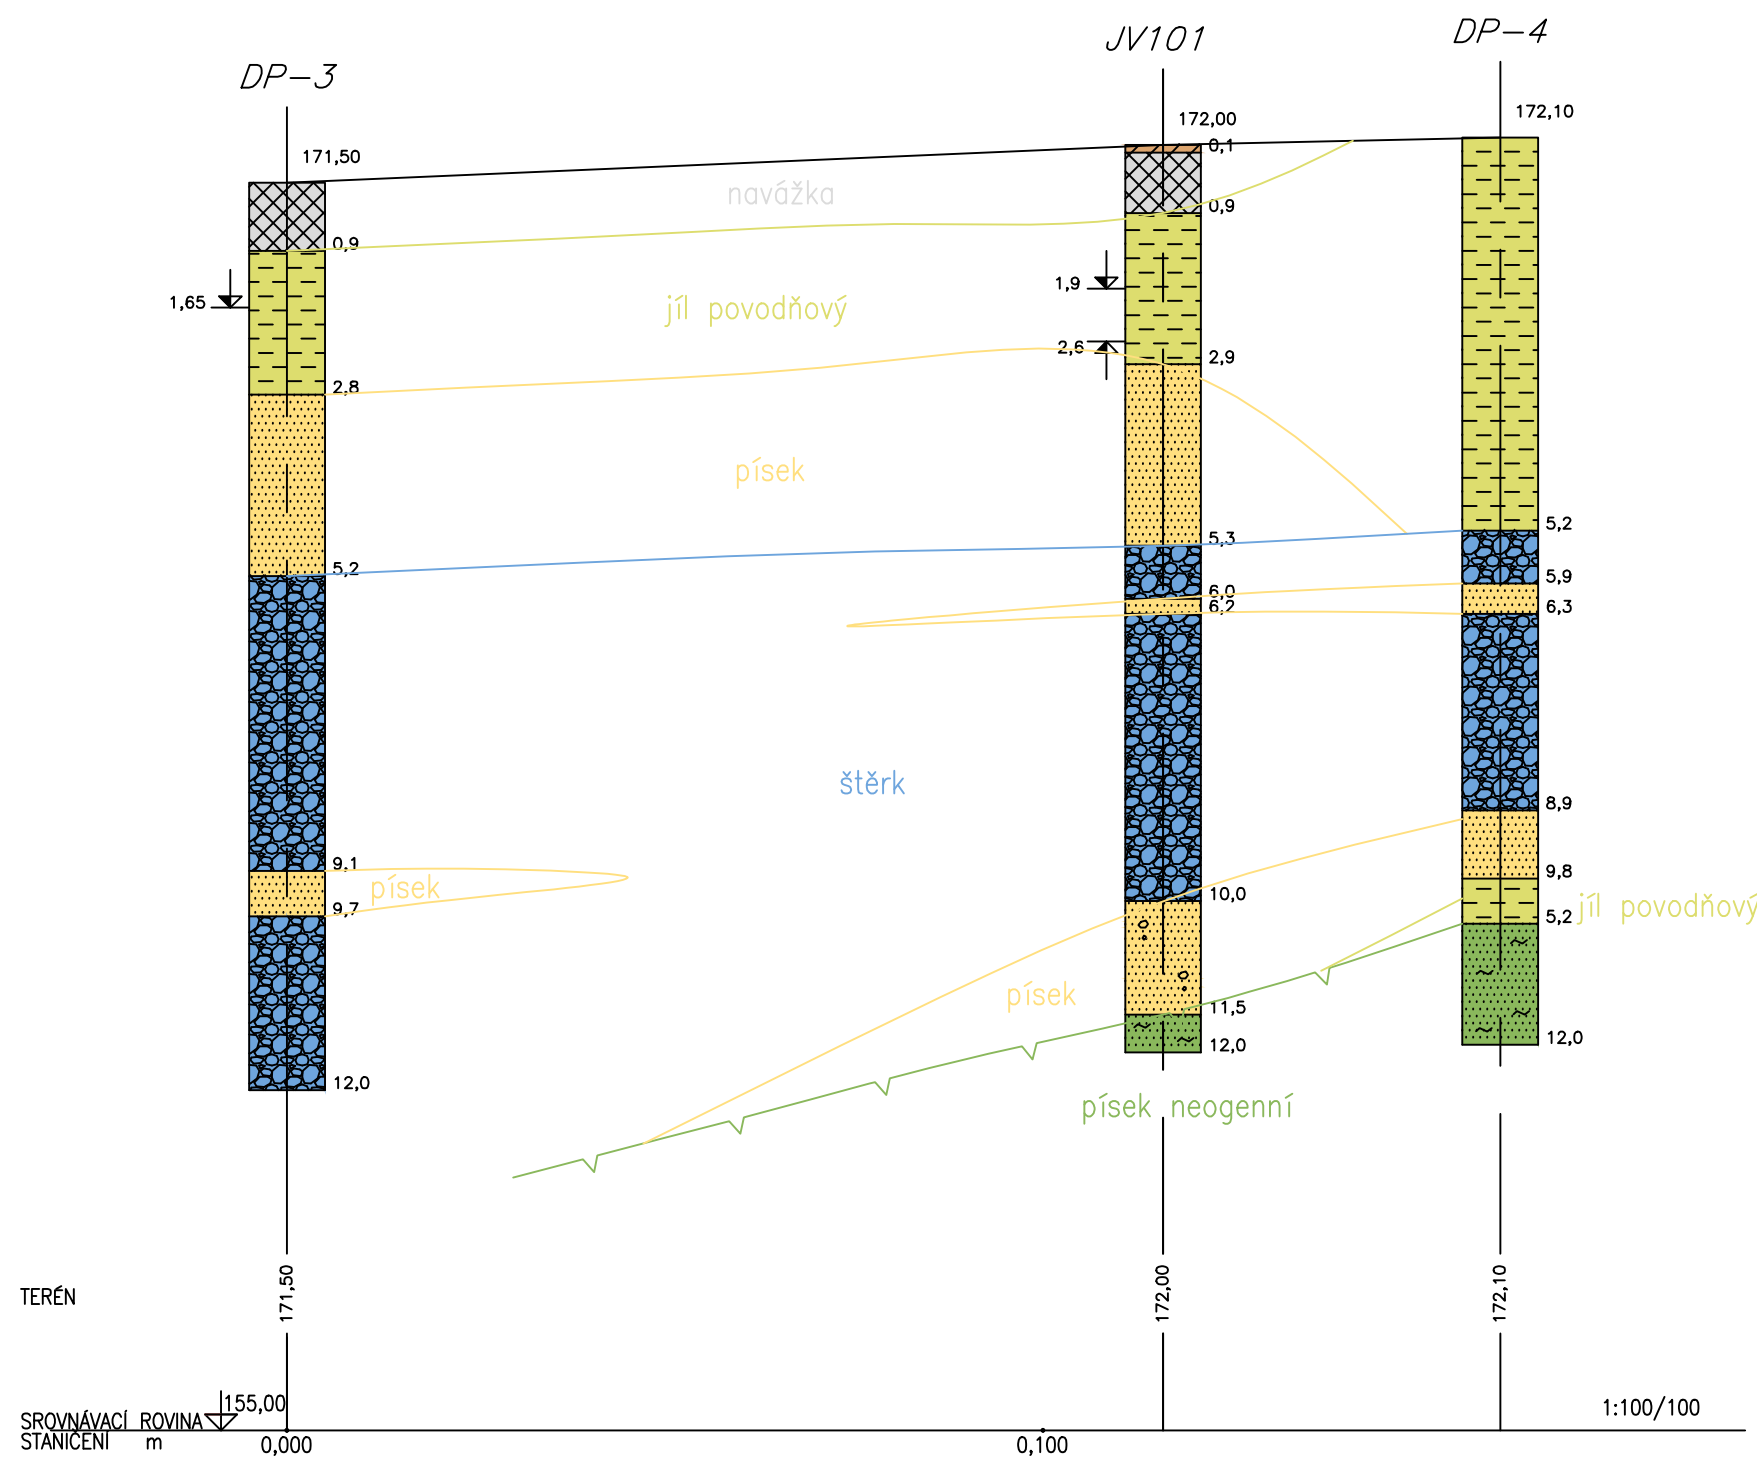 DP-3
JV101
DP-4
171,50
172,00
172,10
0,9
1,65
2,8
5,2
9,1
9,7
12,0
0,1
0,9
1,9
2,6
2,9
5,3
6,0
6,2
10,0
11,5
12,0
5,2
5,9
6,3
8,9
9,8
5,2
12,0
navážka
jíl povodňový
písek
štěrk
písek
písek
jíl povodňový
písek neogenní
TERÉN
171,50
172,00
172,10
155,00
1:100/100
SROVNÁVACÍ ROVINA
STANIČENÍ m
0,000
0,100